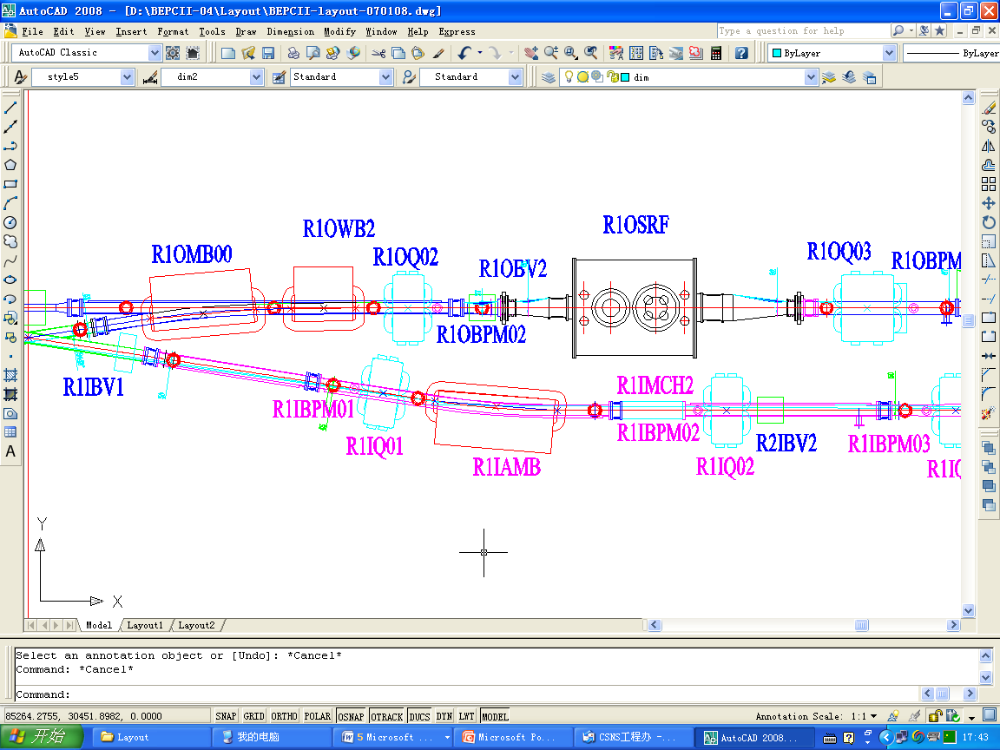 AutoCAD 2008 - [D:\BEPCII-04\Layout\BEPCII-layout-070108.dwg]
File Edit View Insert Format Tools Draw Dimension Modify Window Help Express
Type a question for help
AutoCAD Classic
ByLayer
ByLayer
style5
dim2
Standard
Standard
dim
R1OSRF
R1OWB2
R1OMB00
R1OQ02
R1OBV2
R1OQ03
R1OBPM
R1OBPM02
R1IBV1
R1IBPM01
R1IMCH2
R1IBPM02
R1IQ01
R2IBV2
R1IBPM03
R1IAMB
R1IQ02
R1IQ
Y
X
Model Layout1 Layout2
Select an annotation object or [Undo]: *Cancel*
Command: *Cancel*
Command:
85264.2755, 30451.8982, 0.0000
SNAP GRID ORTHO POLAR OSNAP OTRACK DUCS DYN LWT MODEL
Annotation Scale: 1:1
开始
Layout
我的电脑
5 Microsoft ...
Microsoft Po...
CSNS工程办 -...
AutoCAD 2008...
17:43